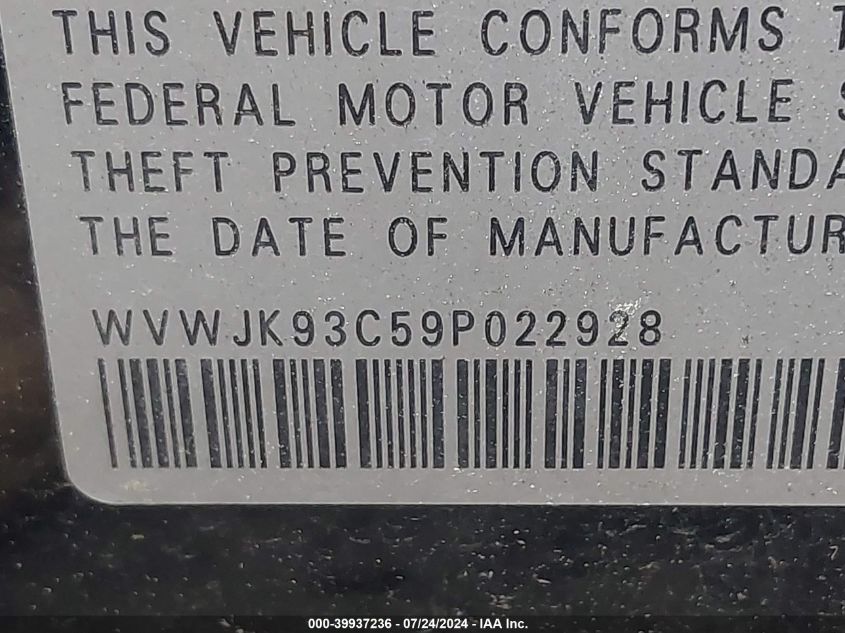 THIS VEHICLE CONFORMS
FEDERAL MOTOR VEHICLE
THEFT PREVENTION STANDA
THE DATE OF MANUFACTUR
WVWJK93C59P022928
000-39937236 - 07/24/2024 - IAA Inc.